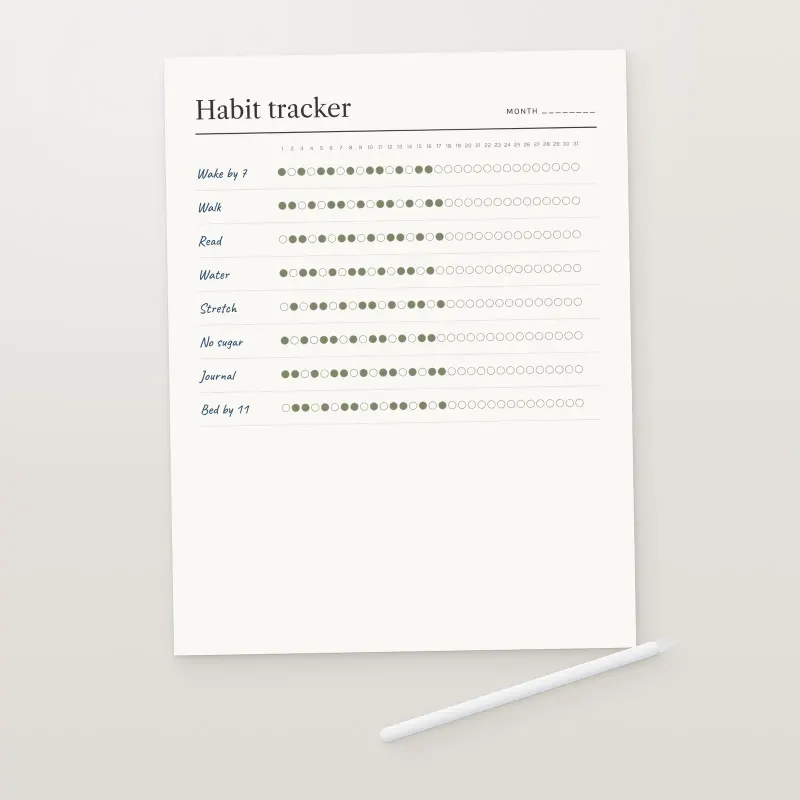 Habit tracker
MONTH ________
1 2 3 4 5 6 7 8 9 10 11 12 13 14 15 16 17 18 19 20 21 22 23 24 25 26 27 28 29 30 31
Wake by 7
Walk
Read
Water
Stretch
No sugar
Journal
Bed by 11